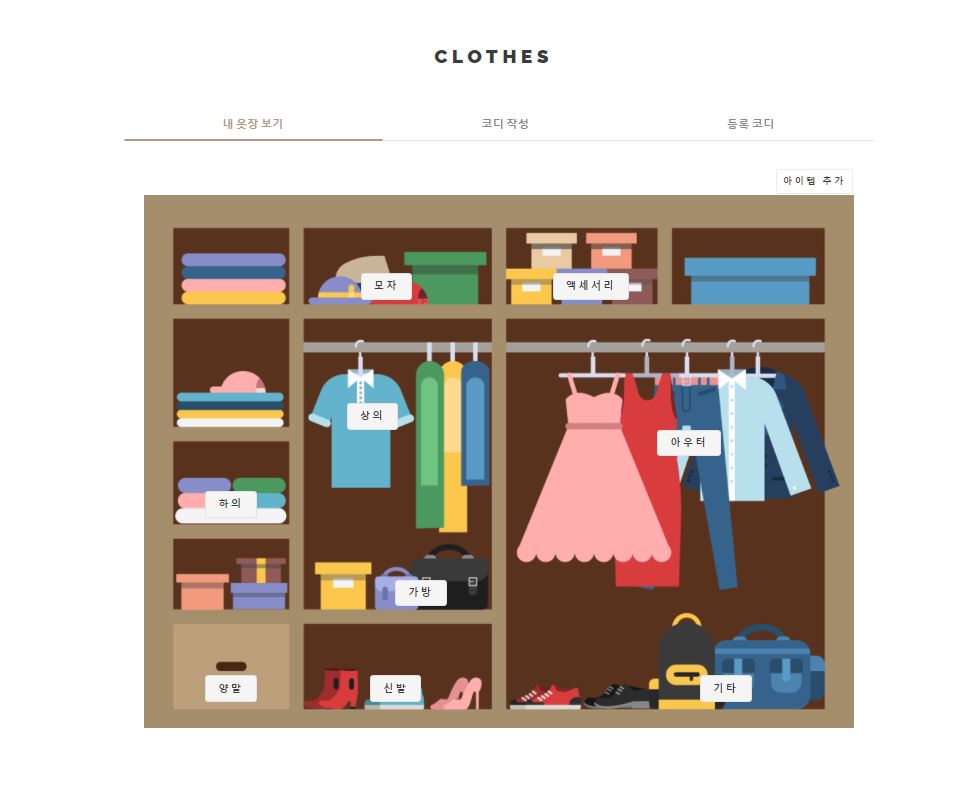 CLOTHES
내 옷장 보기
코디 작성
등록 코디
아이템 추가
모자
액세서리
상의
아우터
하의
가방
양말
신발
기타